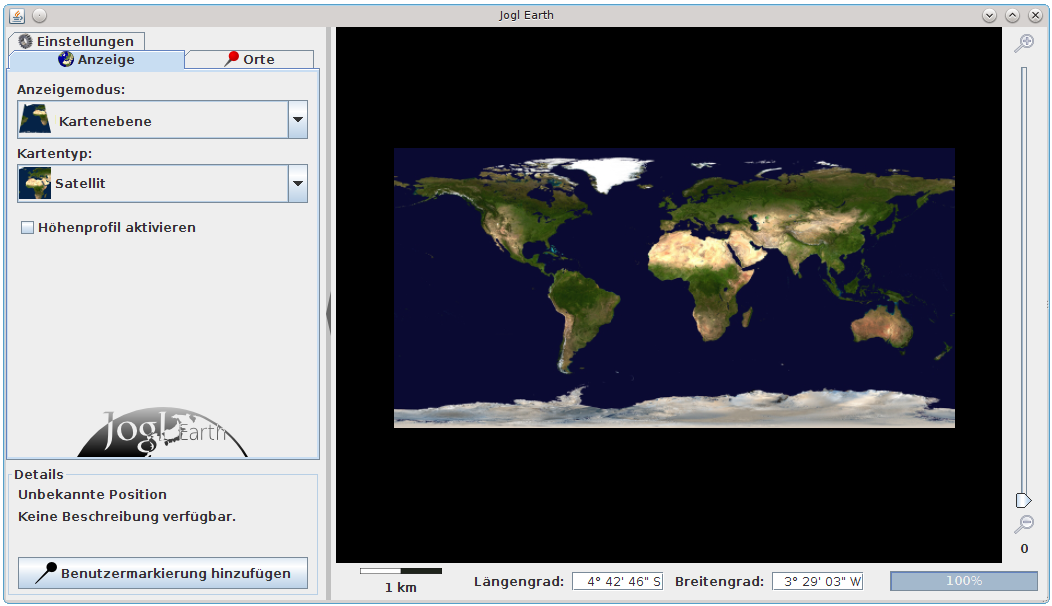 Jogl Earth
Einstellungen
Anzeige
Orte
Anzeigemodus:
Kartenebene
Kartentyp:
Satellit
Höhenprofil aktivieren
JogL Earth
Details
Unbekannte Position
Keine Beschreibung verfügbar.
Benutzermarkierung hinzufügen
1 km
Längengrad: 4° 42' 46" S Breitengrad: 3° 29' 03" W 100%
0